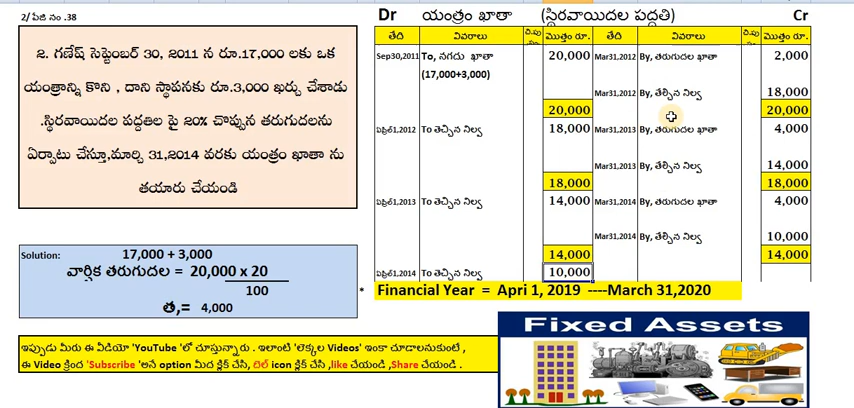 2/ పేజి నం .38
౨. గణేష్ సెప్టెంబర్ 30, 2011 న రూ.17,000 లకు ఒక
యంత్రాన్ని కొని , దాని స్థాపనకు రూ.3,000 ఖర్చు చేశాడు
.స్థిరవాయిదల పద్దతిల పై 20% చొప్పున తరుగుదలను
ఏర్పాటు చేస్తూ,మార్చి 31,2014 వరకు యంత్రం ఖాతా ను
తయారు చేయండి
Solution: 17,000 + 3,000
వార్షిక తరుగుదల = 20,000 x 20
100
త,= 4,000
Dr యంత్రం ఖాతా (స్థిరవాయిదల పద్ధతి) Cr
తేది వివరాలు మొత్తం రూ. తేది వివరాలు మొత్తం రూ.
Sep30,2011 To, నగదు ఖాతా 20,000 Mar31,2012 By, తరుగుదల ఖాతా 2,000
(17,000+3,000)
Mar31,2012 By, తేల్చిన నిల్వ 18,000
20,000 20,000
ఏప్రిల్1,2012 To తెచ్చిన నిల్వ 18,000 Mar31,2013 By, తరుగుదల ఖాతా 4,000
Mar31,2013 By, తేల్చిన నిల్వ 14,000
18,000 18,000
ఏప్రిల్1,2013 To తెచ్చిన నిల్వ 14,000 Mar31,2014 By, తరుగుదల ఖాతా 4,000
Mar31,2014 By, తేల్చిన నిల్వ 10,000
14,000 14,000
ఏప్రిల్1,2014 To తెచ్చిన నిల్వ 10,000
* Financial Year = Apri 1, 2019 ----March 31,2020
ఇప్పుడు మీరు ఈ వీడియో 'YouTube 'లో చూస్తున్నారు . ఇలాంటి 'లెక్కల Videos' ఇంకా చూడాలనుకుంటే ,
ఈ Video క్రింద 'Subscribe 'అనే option మీద క్లిక్ చేసి, బెల్ icon క్లిక్ చేసి ,like చేయండి ,Share చేయండి .
Fixed Assets